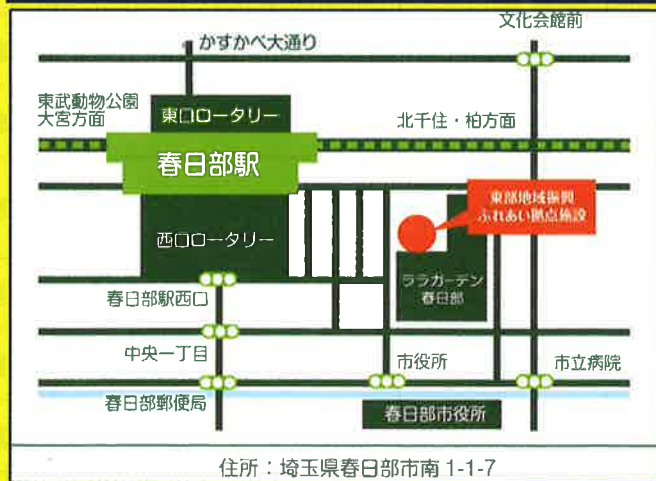 文化会館前
かすかべ大通り
東武動物公園
大宮方面
東口ロータリー
北千住・柏方面
春日部駅
東部地域振興
ふれあい拠点施設
西口ロータリー
ララガーデン
春日部
春日部駅西口
中央一丁目
市役所
市立病院
春日部郵便局
春日部市役所
住所：埼玉県春日部市南 1-1-7